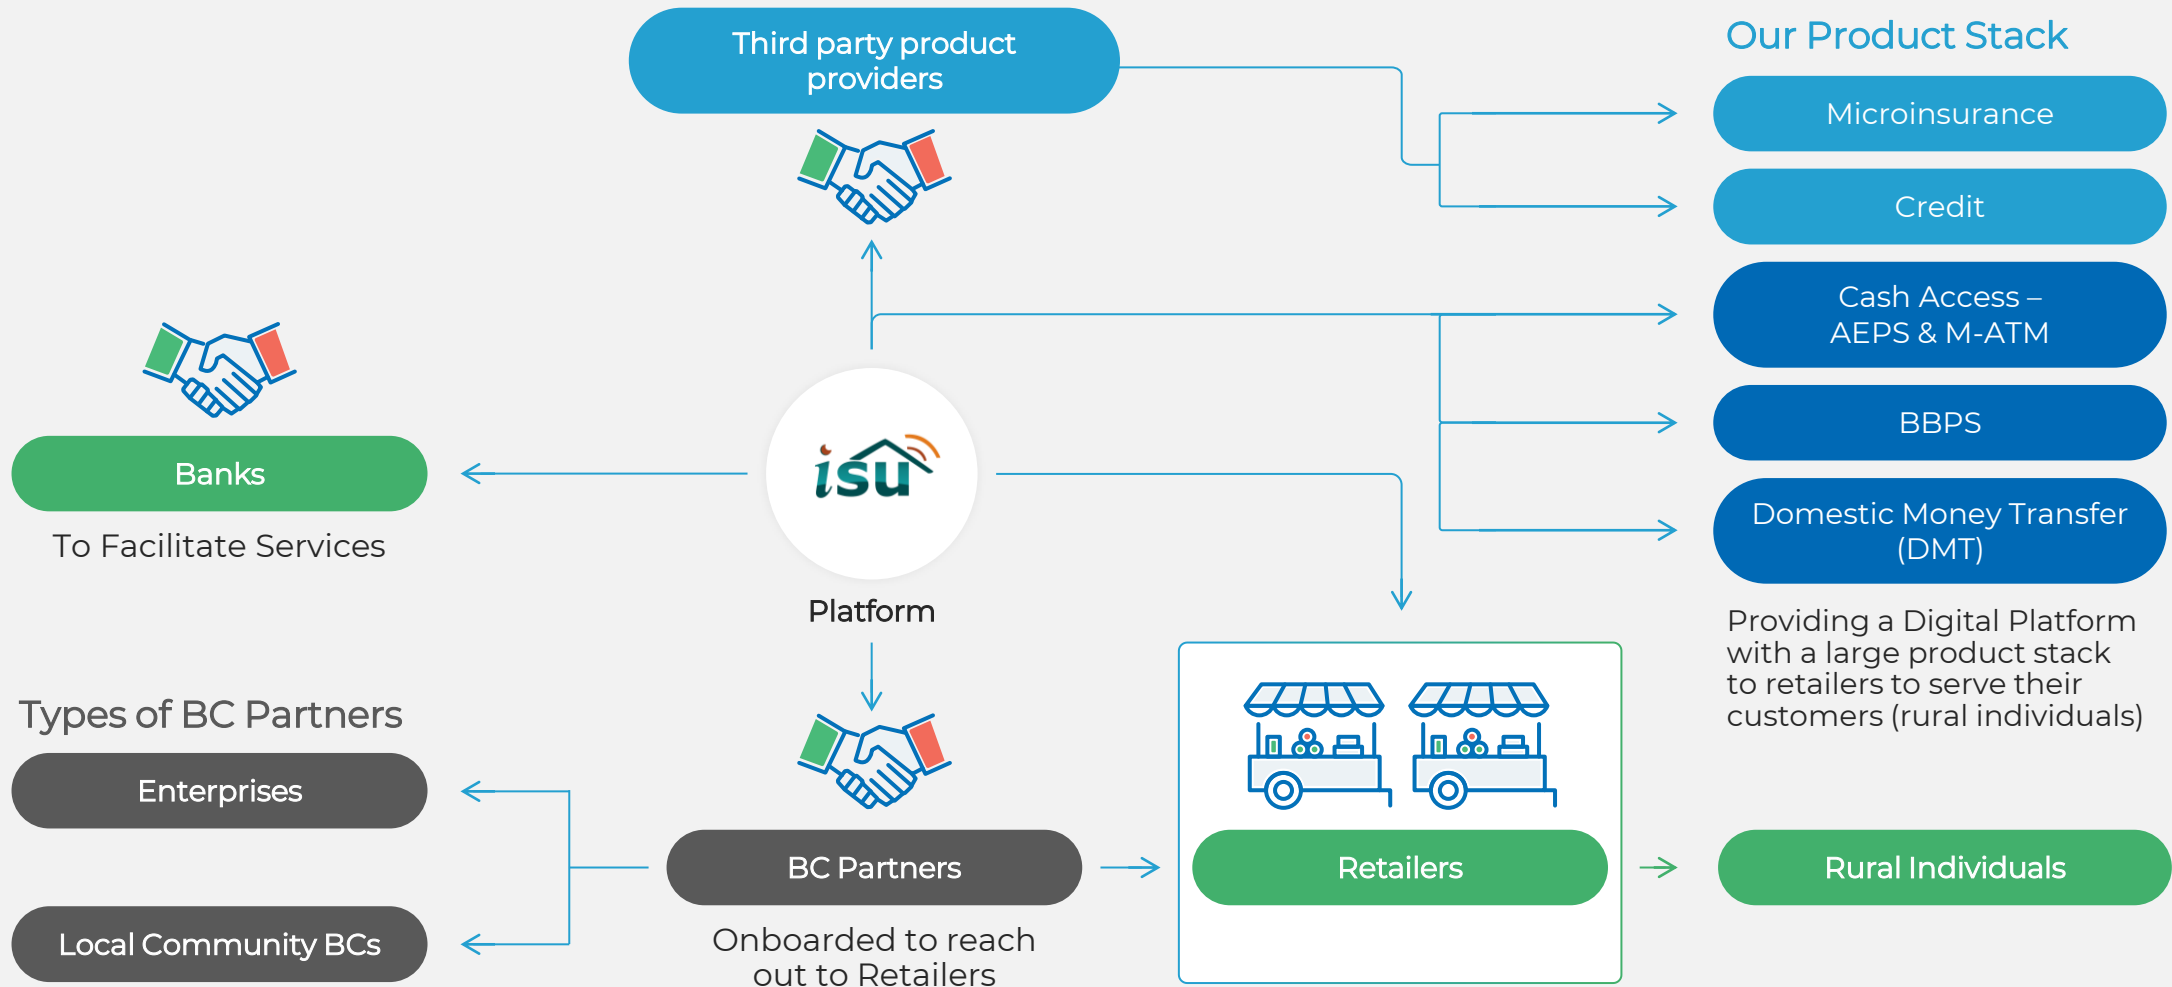 Third party product
providers
Our Product Stack
Microinsurance
Credit
Cash Access –
AEPS & M-ATM
BBPS
Domestic Money Transfer
(DMT)
Providing a Digital Platform
with a large product stack
to retailers to serve their
customers (rural individuals)
Banks
To Facilitate Services
isu
Platform
Types of BC Partners
Enterprises
Local Community BCs
BC Partners
Onboarded to reach
out to Retailers
Retailers
Rural Individuals